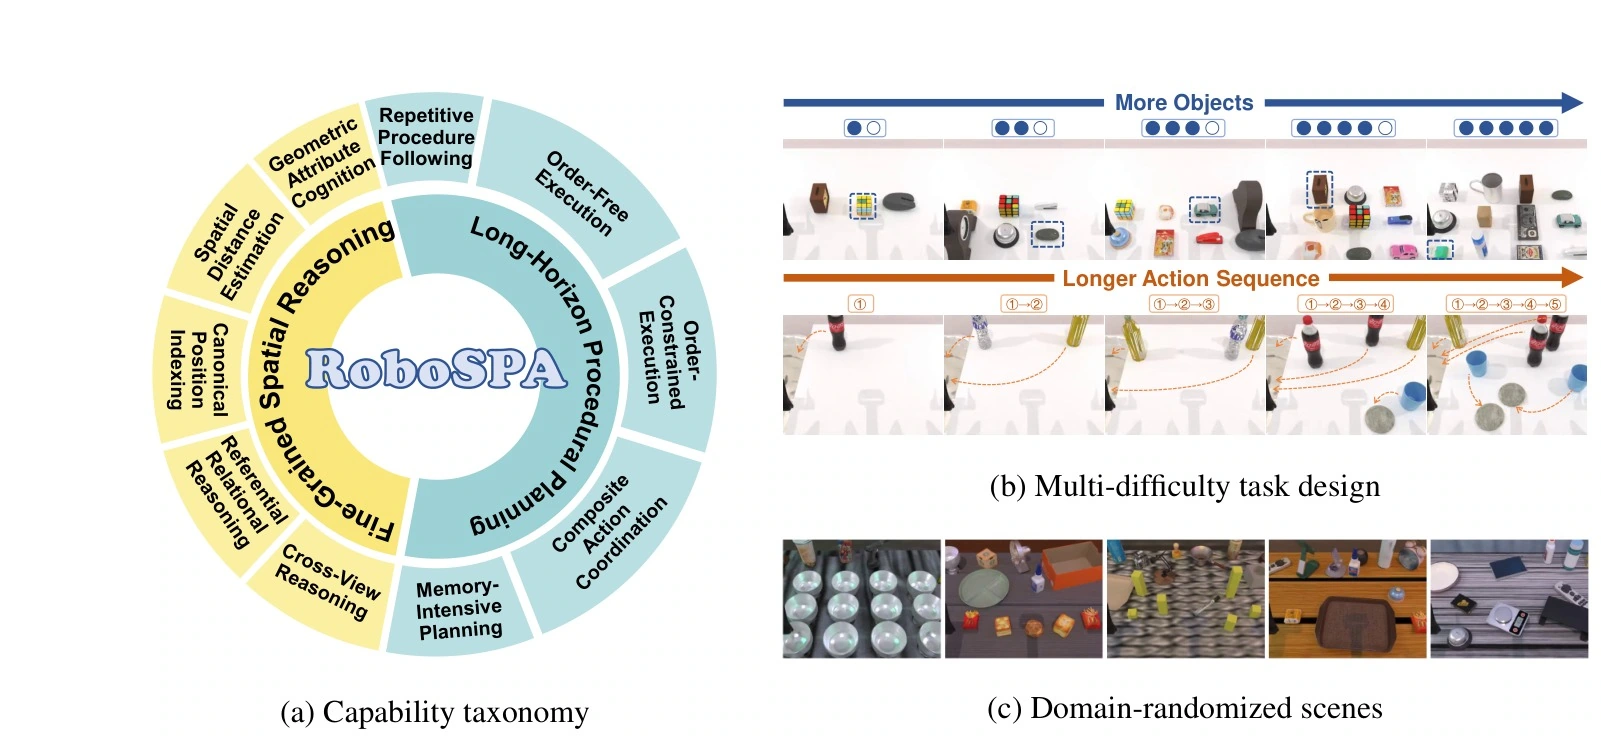 Repetitive
Procedure
Following
Order-Free
Execution
Order-
Constrained
Execution
Composite
Action
Coordination
Memory-
Intensive
Planning
Cross-View
Reasoning
Referential
Relational
Reasoning
Canonical
Position
Indexing
Spatial
Distance
Estimation
Geometric
Attribute
Cognition
Fine-Grained Spatial Reasoning
Long-Horizon Procedural Planning
RoboSPA
(a) Capability taxonomy
More Objects
Longer Action Sequence
①
①→②
①→②→③
①→②→③→④
①→②→③→④→⑤
(b) Multi-difficulty task design
(c) Domain-randomized scenes